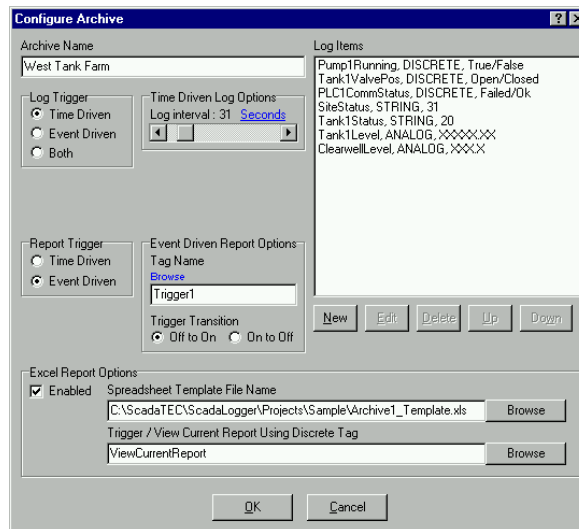 Configure Archive
Archive Name
West Tank Farm
Log Trigger
Time Driven
Event Driven
Both
Time Driven Log Options
Log interval : 31 Seconds
Log Items
Pump1Running, DISCRETE, True/False
Tank1ValvePos, DISCRETE, Open/Closed
PLC1CommStatus, DISCRETE, Failed/Ok
SiteStatus, STRING, 31
Tank1Status, STRING, 20
Tank1Level, ANALOG, XXXXX.XX
ClearwellLevel, ANALOG, XXX.X
Report Trigger
Time Driven
Event Driven
Event Driven Report Options
Tag Name
Browse
Trigger1
Trigger Transition
Off to On On to Off
New Edit Delete Up Down
Excel Report Options
Enabled
Spreadsheet Template File Name
C:\ScadaTEC\ScadaLogger\Projects\Sample\Archive1_Template.xls Browse
Trigger / View Current Report Using Discrete Tag
ViewCurrentReport Browse
OK Cancel